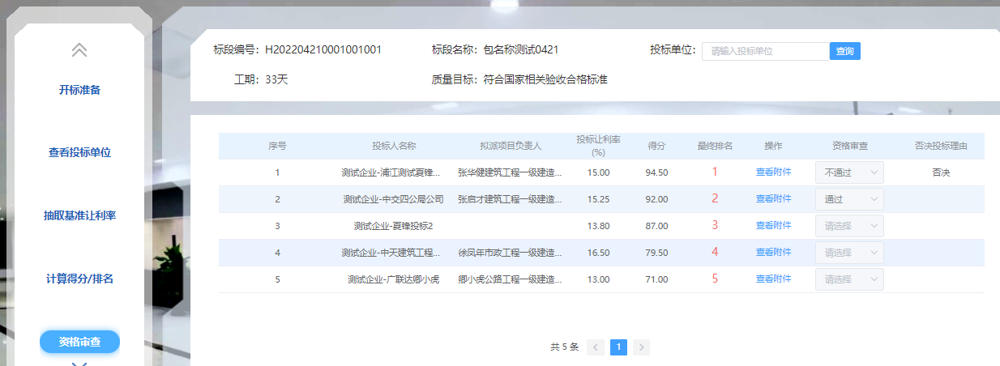 开标准备
查看投标单位
抽取基准让利率
计算得分/排名
资格审查
标段编号：H202204210001001001 标段名称：包名称测试0421 投标单位： 请输入投标单位 查询
工期：33天 质量目标：符合国家相关验收合格标准
序号 投标人名称 拟派项目负责人 投标让利率(%) 得分 最终排名 操作 资格审查 否决投标理由
1 测试企业-浦江测试夏锋... 张华健建筑工程一级建造... 15.00 94.50 1 查看附件 不通过 否决
2 测试企业-中交四公局公司 张启才建筑工程一级建造... 15.25 92.00 2 查看附件 通过
3 测试企业-夏锋投标2 13.80 87.00 3 查看附件 请选择
4 测试企业-中天建筑工程... 徐凤年市政工程一级建造... 16.50 79.50 4 查看附件 请选择
5 测试企业-广联达卿小虎 卿小虎公路工程一级建造... 13.00 71.00 5 查看附件 请选择
共 5 条 1